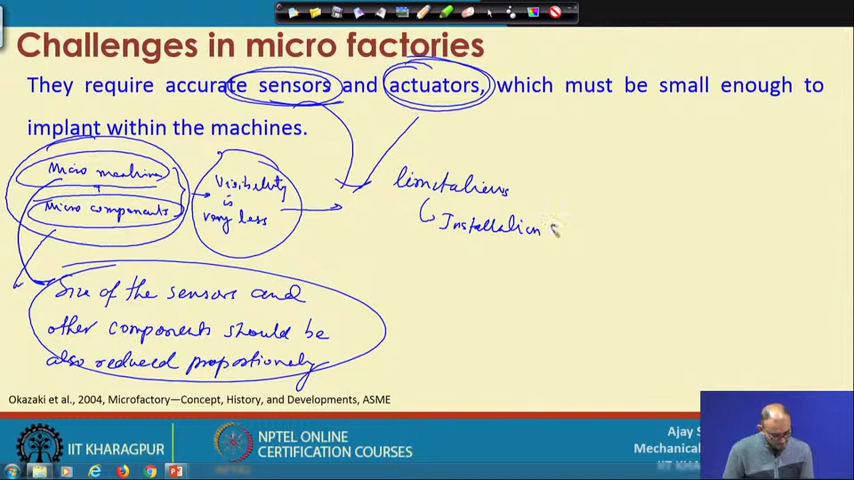 Challenges in micro factories
They require accurate sensors and actuators, which must be small enough to
implant within the machines.
Micro machines
+
Micro components
Visibility
is
very less
limitations
Installation
Size of the sensors and
other components should be
also reduced proportionely
Okazaki et al., 2004, Microfactory—Concept, History, and Developments, ASME
IIT KHARAGPUR
NPTEL ONLINE
CERTIFICATION COURSES
Ajay S
Mechanical
IIT KHA